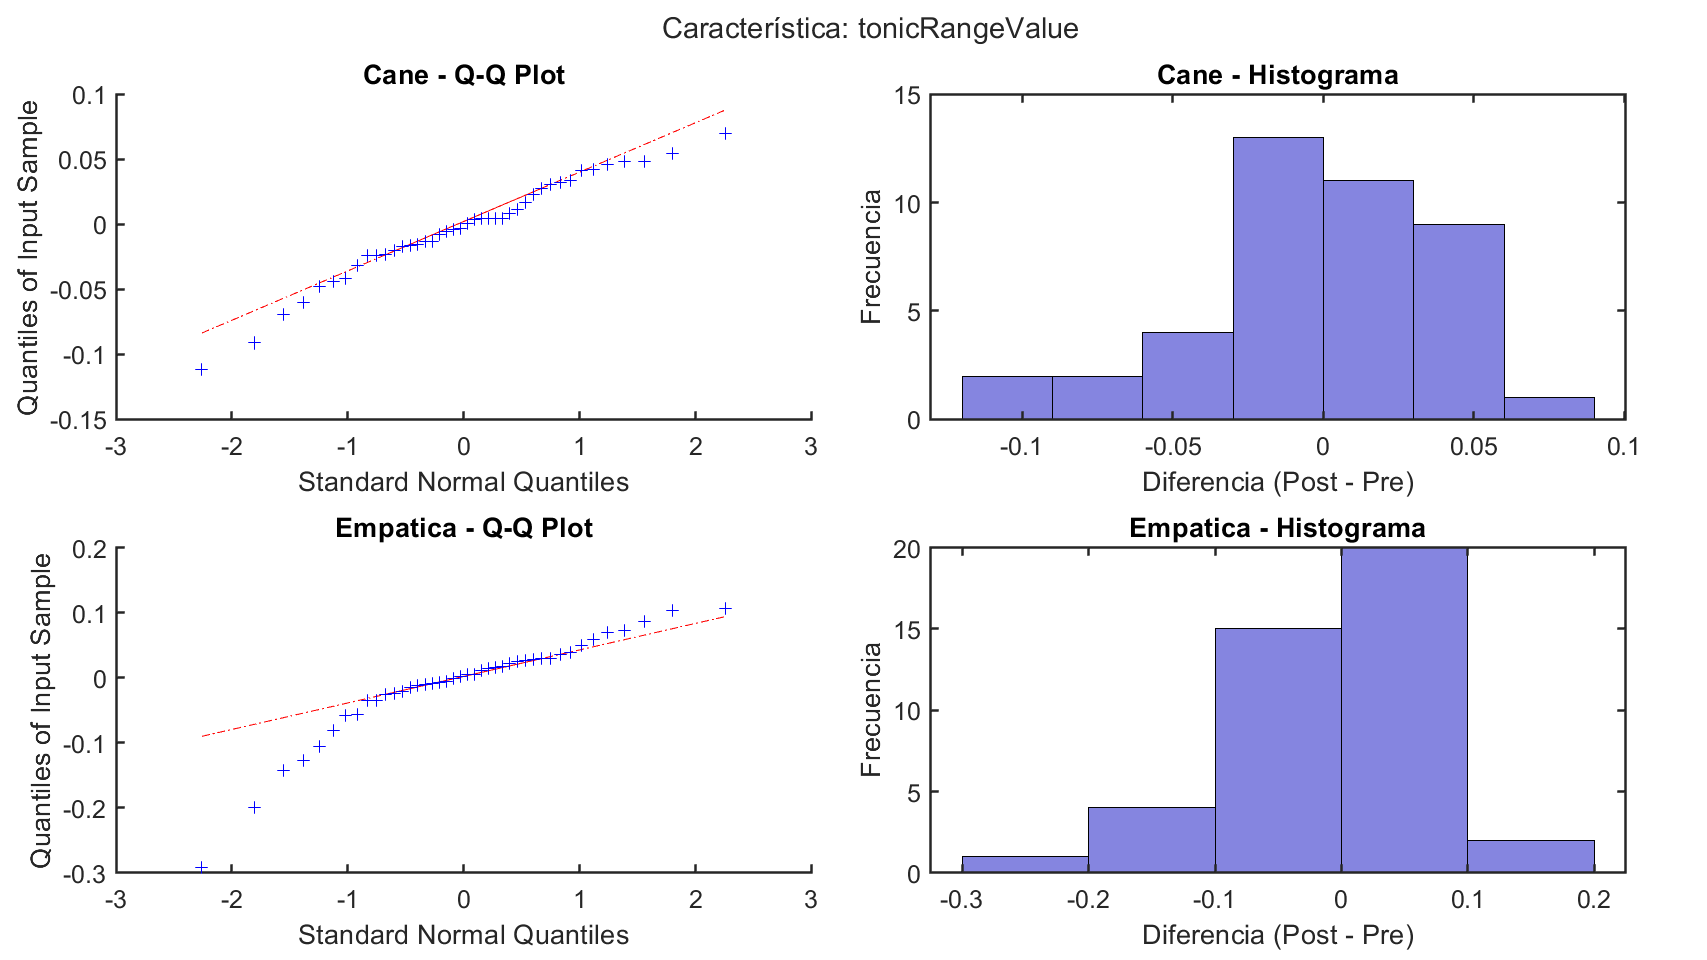 Característica: tonicRangeValue
Cane - Q-Q Plot
Quantiles of Input Sample
0.1
0.05
0
-0.05
-0.1
-0.15
-3 -2 -1 0 1 2 3
Standard Normal Quantiles
Cane - Histograma
Frecuencia
15
10
5
0
-0.1 -0.05 0 0.05 0.1
Diferencia (Post - Pre)
Empatica - Q-Q Plot
Quantiles of Input Sample
0.2
0.1
0
-0.1
-0.2
-0.3
-3 -2 -1 0 1 2 3
Standard Normal Quantiles
Empatica - Histograma
Frecuencia
20
15
10
5
0
-0.3 -0.2 -0.1 0 0.1 0.2
Diferencia (Post - Pre)